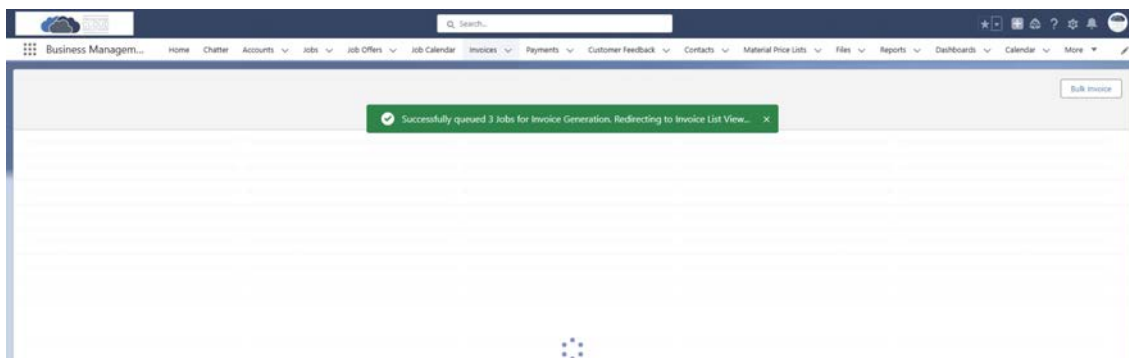 Search...
Business Managem... Home Chatter Accounts Jobs Job Offers Job Calendar Invoices Payments Customer Feedback Contacts Material Price Lists Files Reports Dashboards Calendar More
Bulk Invoice
Successfully queued 3 Jobs for Invoice Generation. Redirecting to Invoice List View...